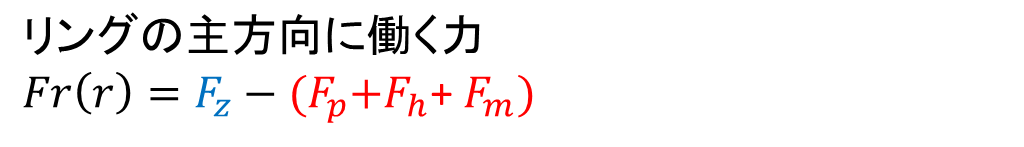 リングの主方向に働く力
Fr(r) = F_z − (F_p+F_h+ F_m)